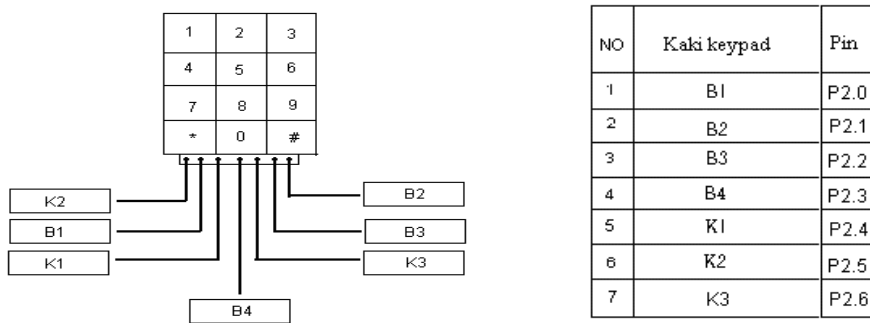 1 2 3
4 5 6
7 8 9
* 0 #
K2
B1
K1
B4
B2
B3
K3
NO Kaki keypad Pin
1 B1 P2.0
2 B2 P2.1
3 B3 P2.2
4 B4 P2.3
5 K1 P2.4
6 K2 P2.5
7 K3 P2.6